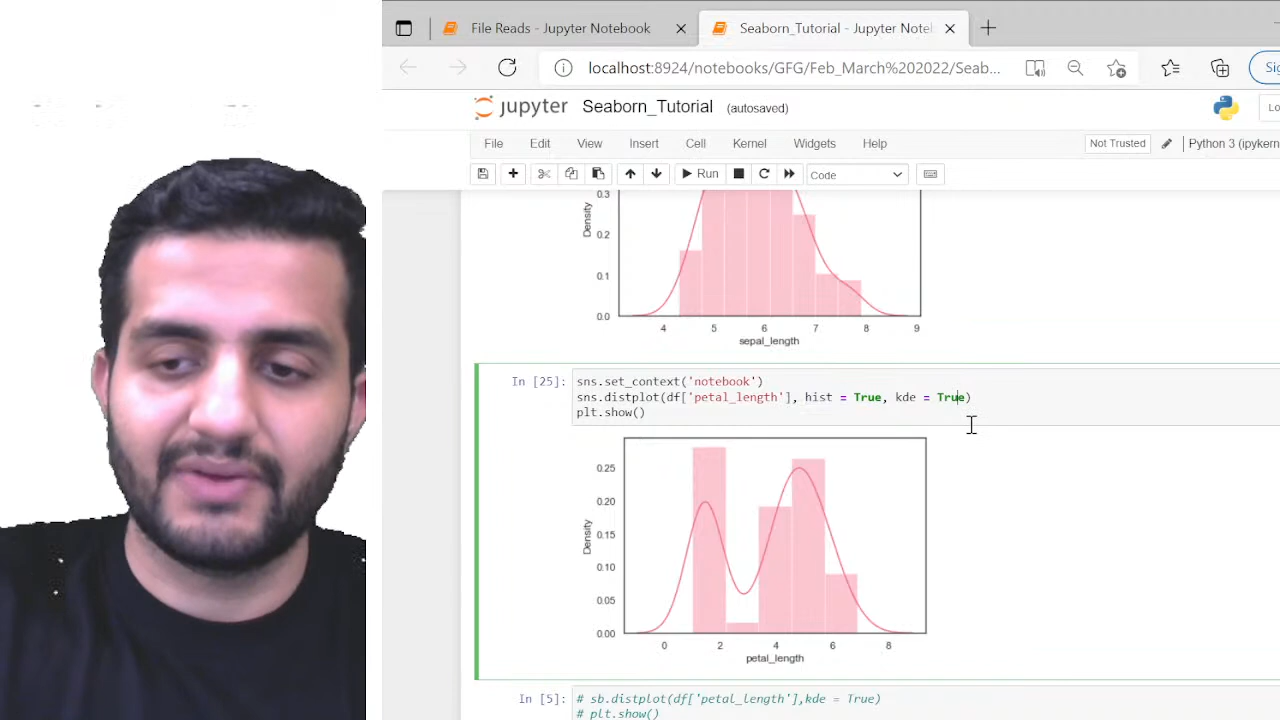 File Reads - Jupyter Notebook
Seaborn_Tutorial - Jupyter Note
localhost:8924/notebooks/GFG/Feb_March%202022/Seab...
Sig
jupyter Seaborn_Tutorial (autosaved)
Lo
File Edit View Insert Cell Kernel Widgets Help
Not Trusted
Python 3 (ipykern
Run
Code
0.3
0.2
0.1
0.0
Density
4 5 6 7 8 9
sepal_length
In [25]:
sns.set_context('notebook')
sns.distplot(df['petal_length'], hist = True, kde = True)
plt.show()
0.25
0.20
0.15
0.10
0.05
0.00
Density
0 2 4 6 8
petal_length
In [5]:
# sb.distplot(df['petal_length'],kde = True)
# plt.show()